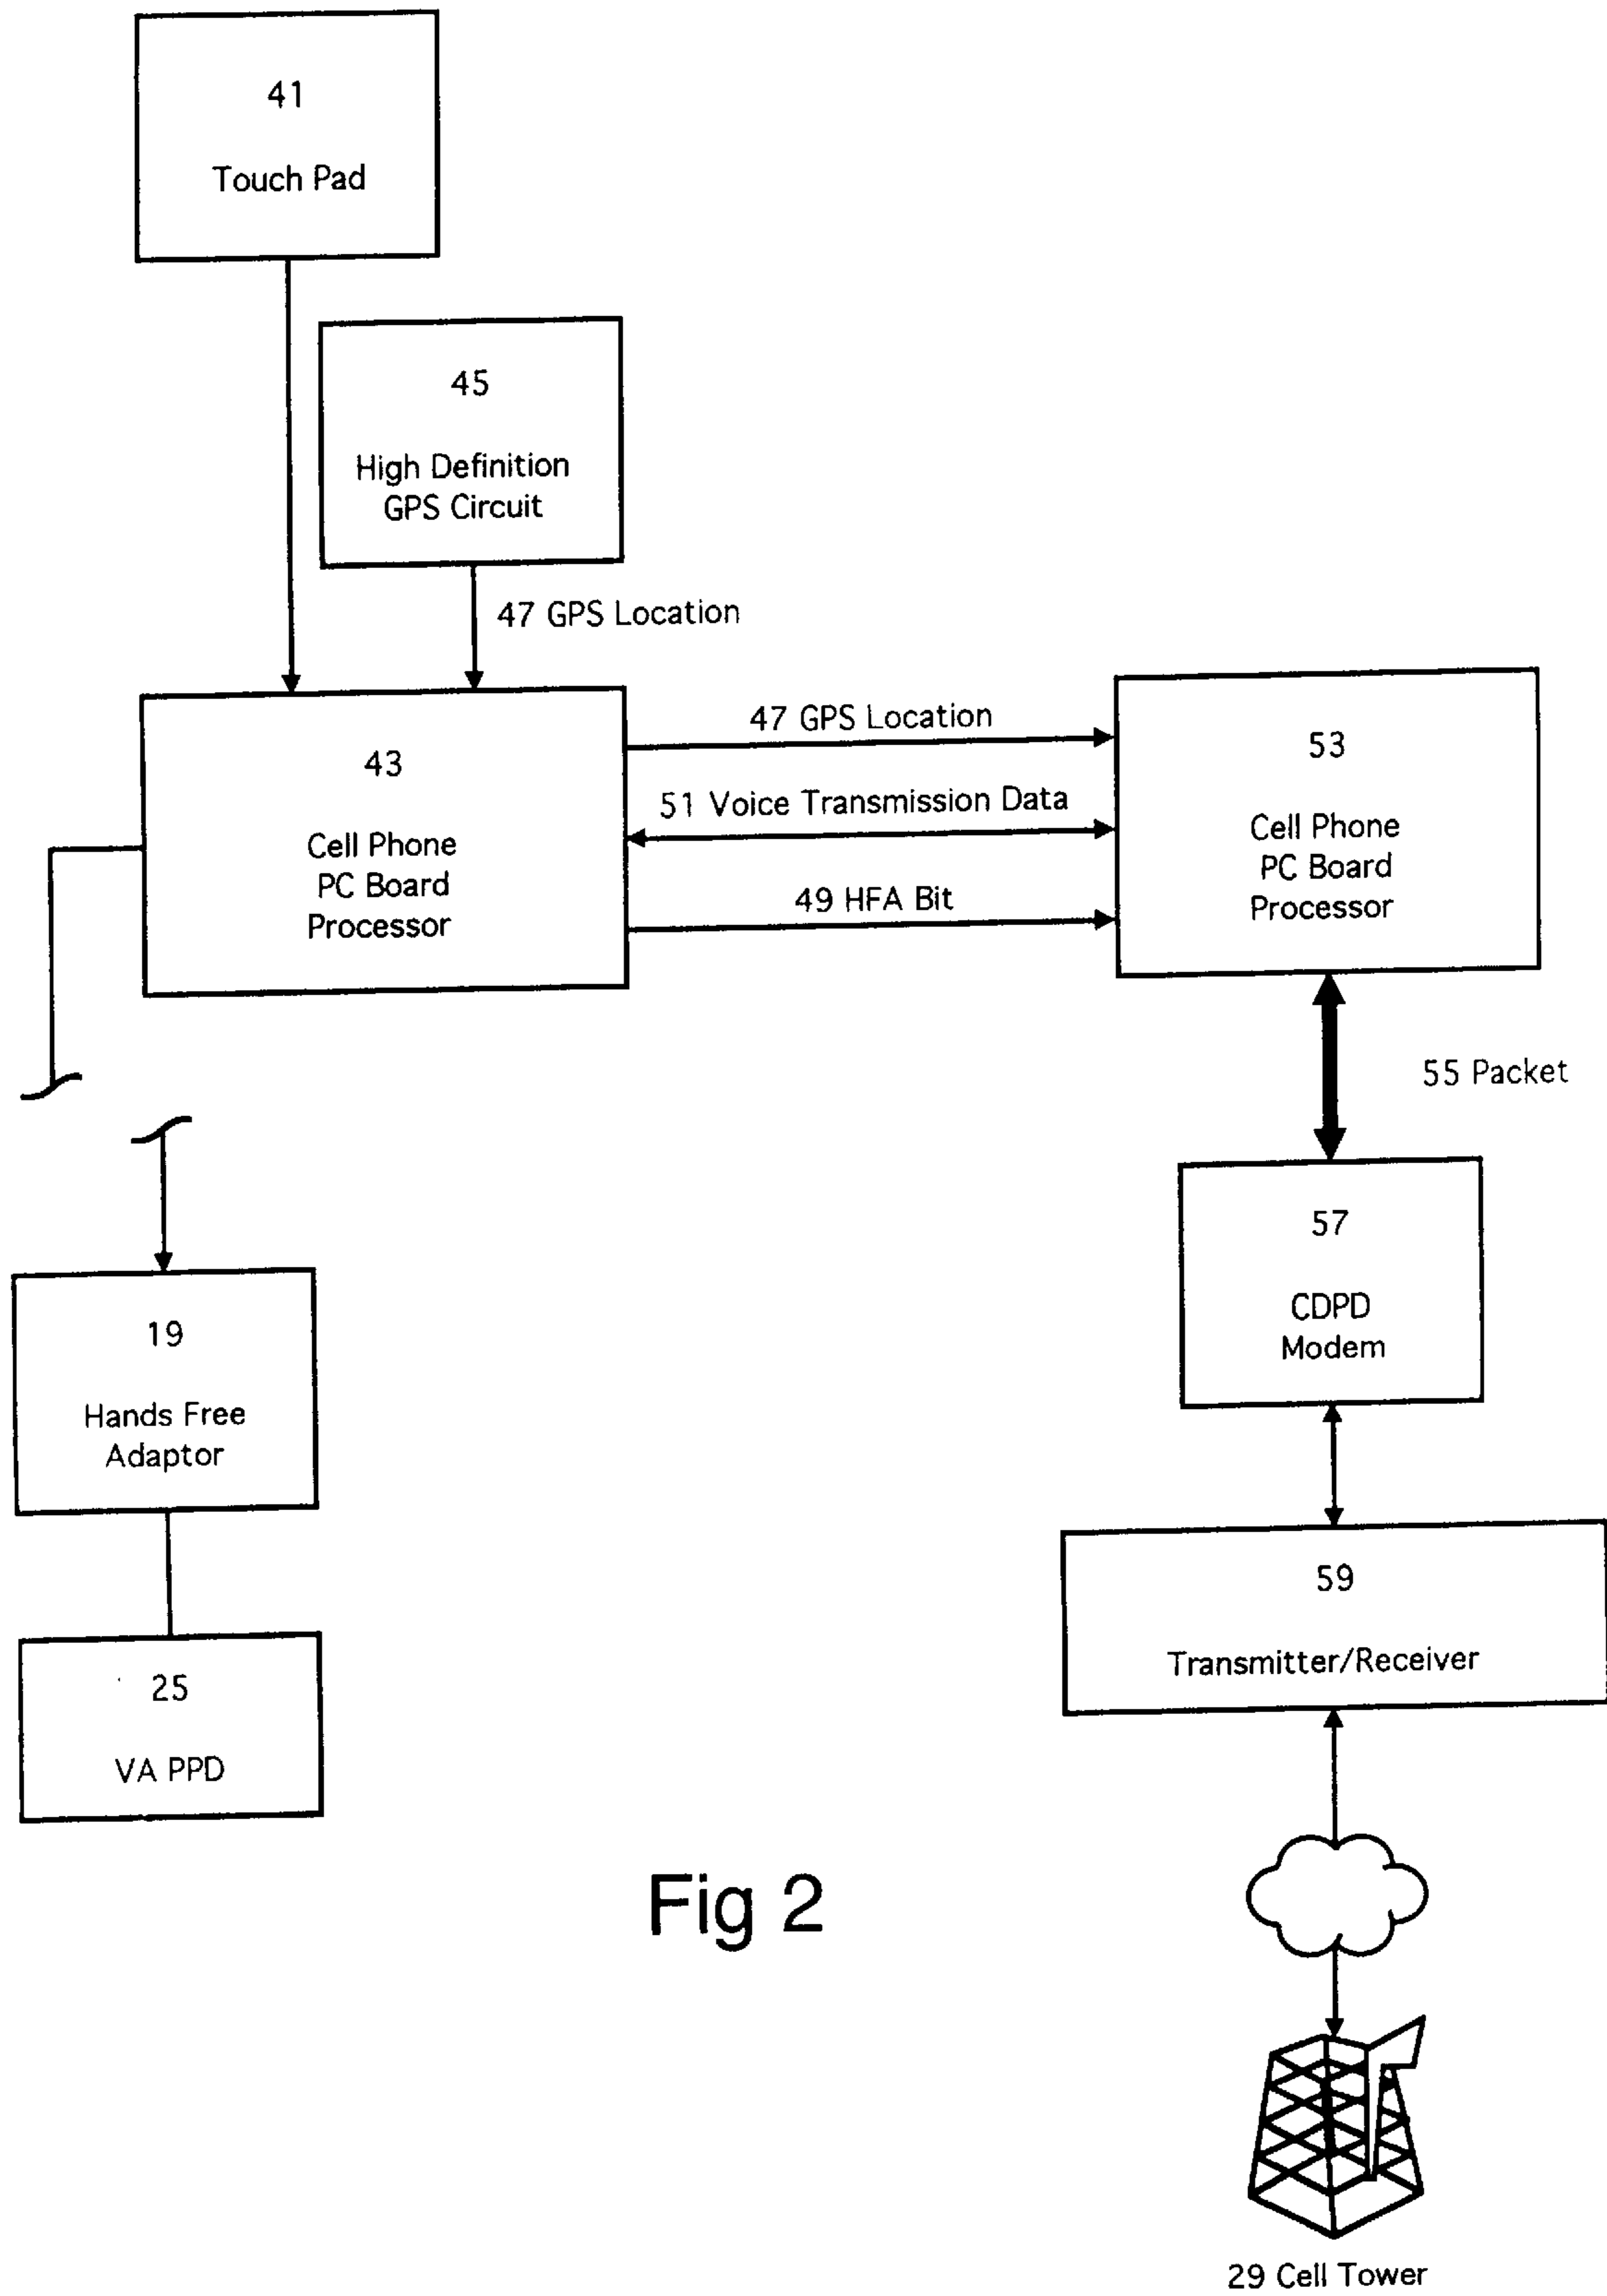 41
Touch Pad
45
High Definition
GPS Circuit
47 GPS Location
43
Cell Phone
PC Board
Processor
47 GPS Location
51 Voice Transmission Data
49 HFA Bit
53
Cell Phone
PC Board
Processor
55 Packet
57
CDPD
Modem
19
Hands Free
Adaptor
59
Transmitter/Receiver
25
VA PPD
Fig 2
29 Cell Tower